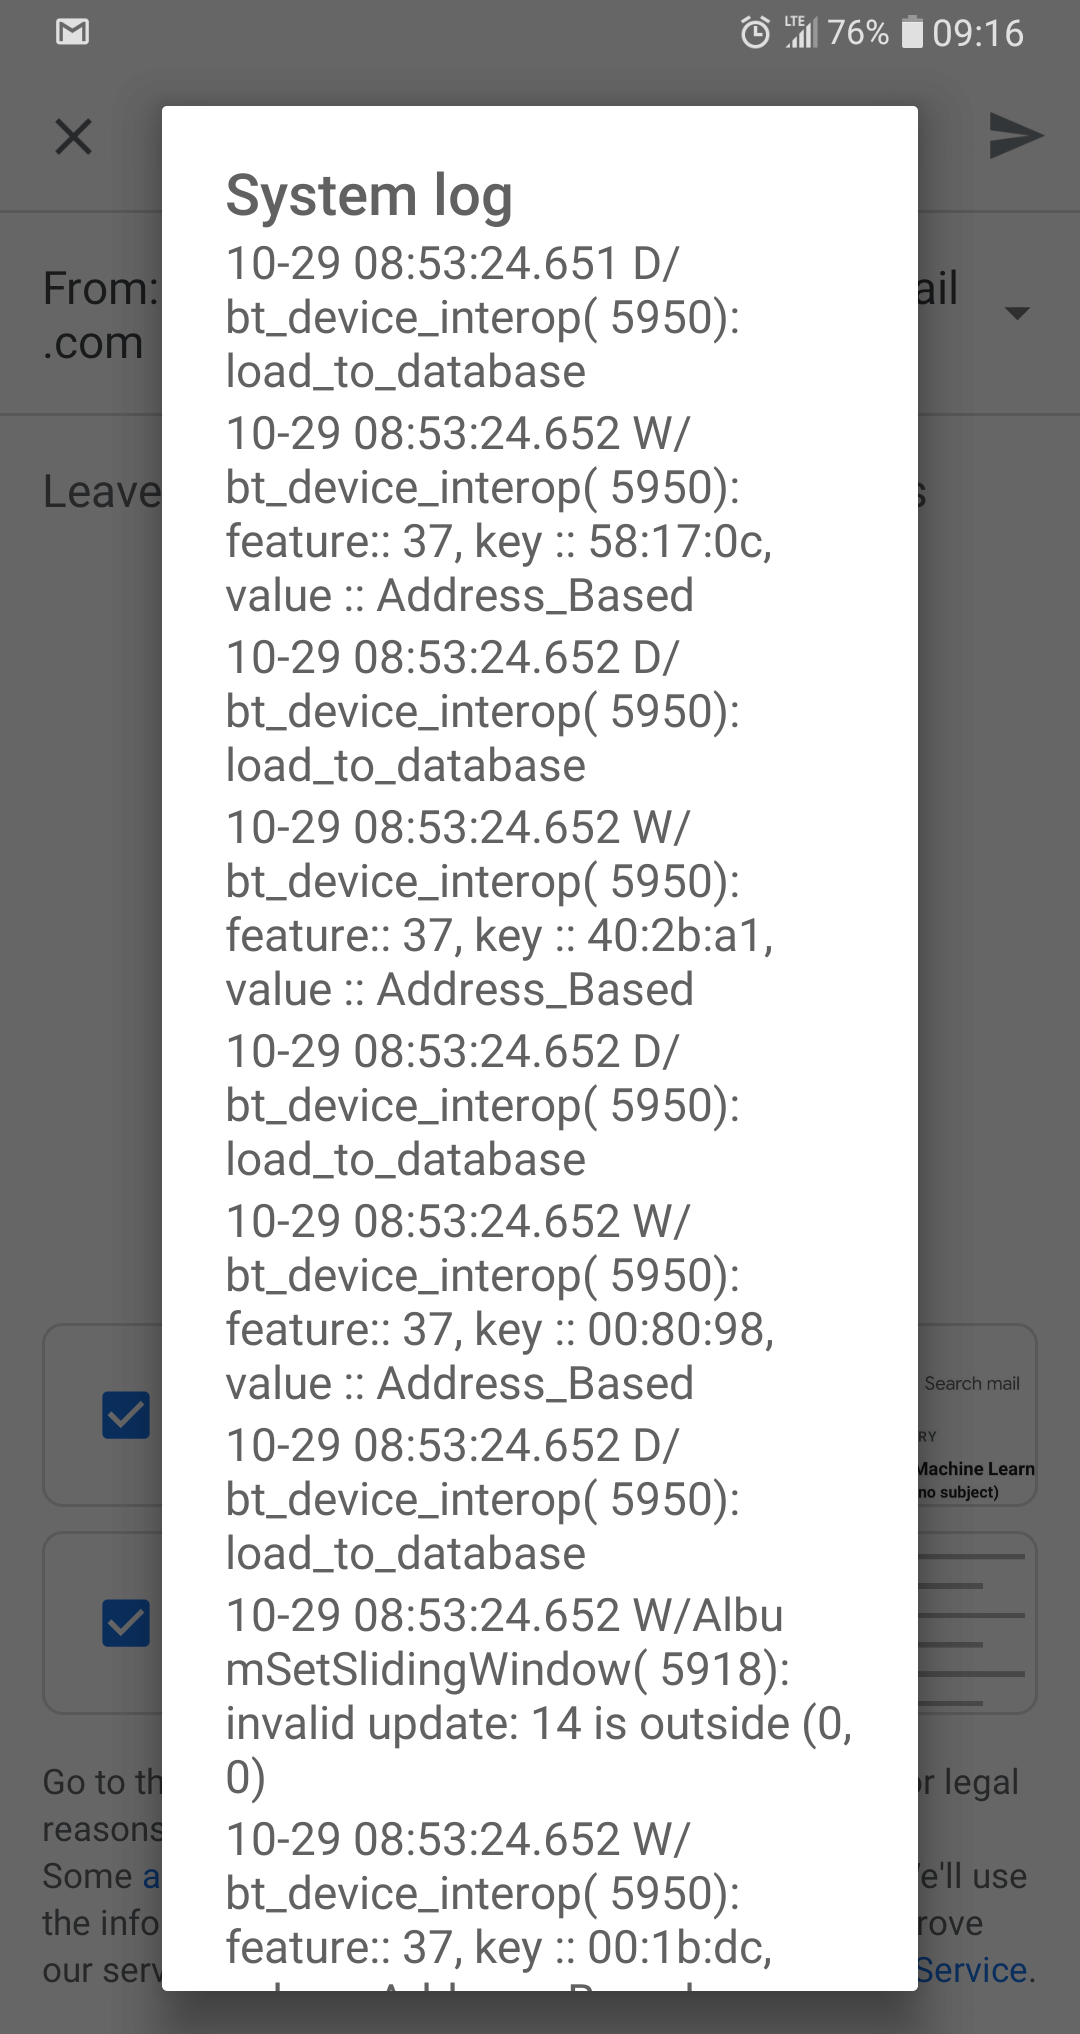 LTE 76% 09:16
System log
10-29 08:53:24.651 D/
bt_device_interop( 5950):
load_to_database
10-29 08:53:24.652 W/
bt_device_interop( 5950):
feature:: 37, key :: 58:17:0c,
value :: Address_Based
10-29 08:53:24.652 D/
bt_device_interop( 5950):
load_to_database
10-29 08:53:24.652 W/
bt_device_interop( 5950):
feature:: 37, key :: 40:2b:a1,
value :: Address_Based
10-29 08:53:24.652 D/
bt_device_interop( 5950):
load_to_database
10-29 08:53:24.652 W/
bt_device_interop( 5950):
feature:: 37, key :: 00:80:98,
value :: Address_Based
10-29 08:53:24.652 D/
bt_device_interop( 5950):
load_to_database
10-29 08:53:24.652 W/Albu
mSetSlidingWindow( 5918):
invalid update: 14 is outside (0,
0)
10-29 08:53:24.652 W/
bt_device_interop( 5950):
feature:: 37, key :: 00:1b:dc,
From: ail
.com
Leave
Search mail
RY
Machine Learn
no subject)
Go to th r legal
reasons
Some a e'll use
the info rove
our serv Service.